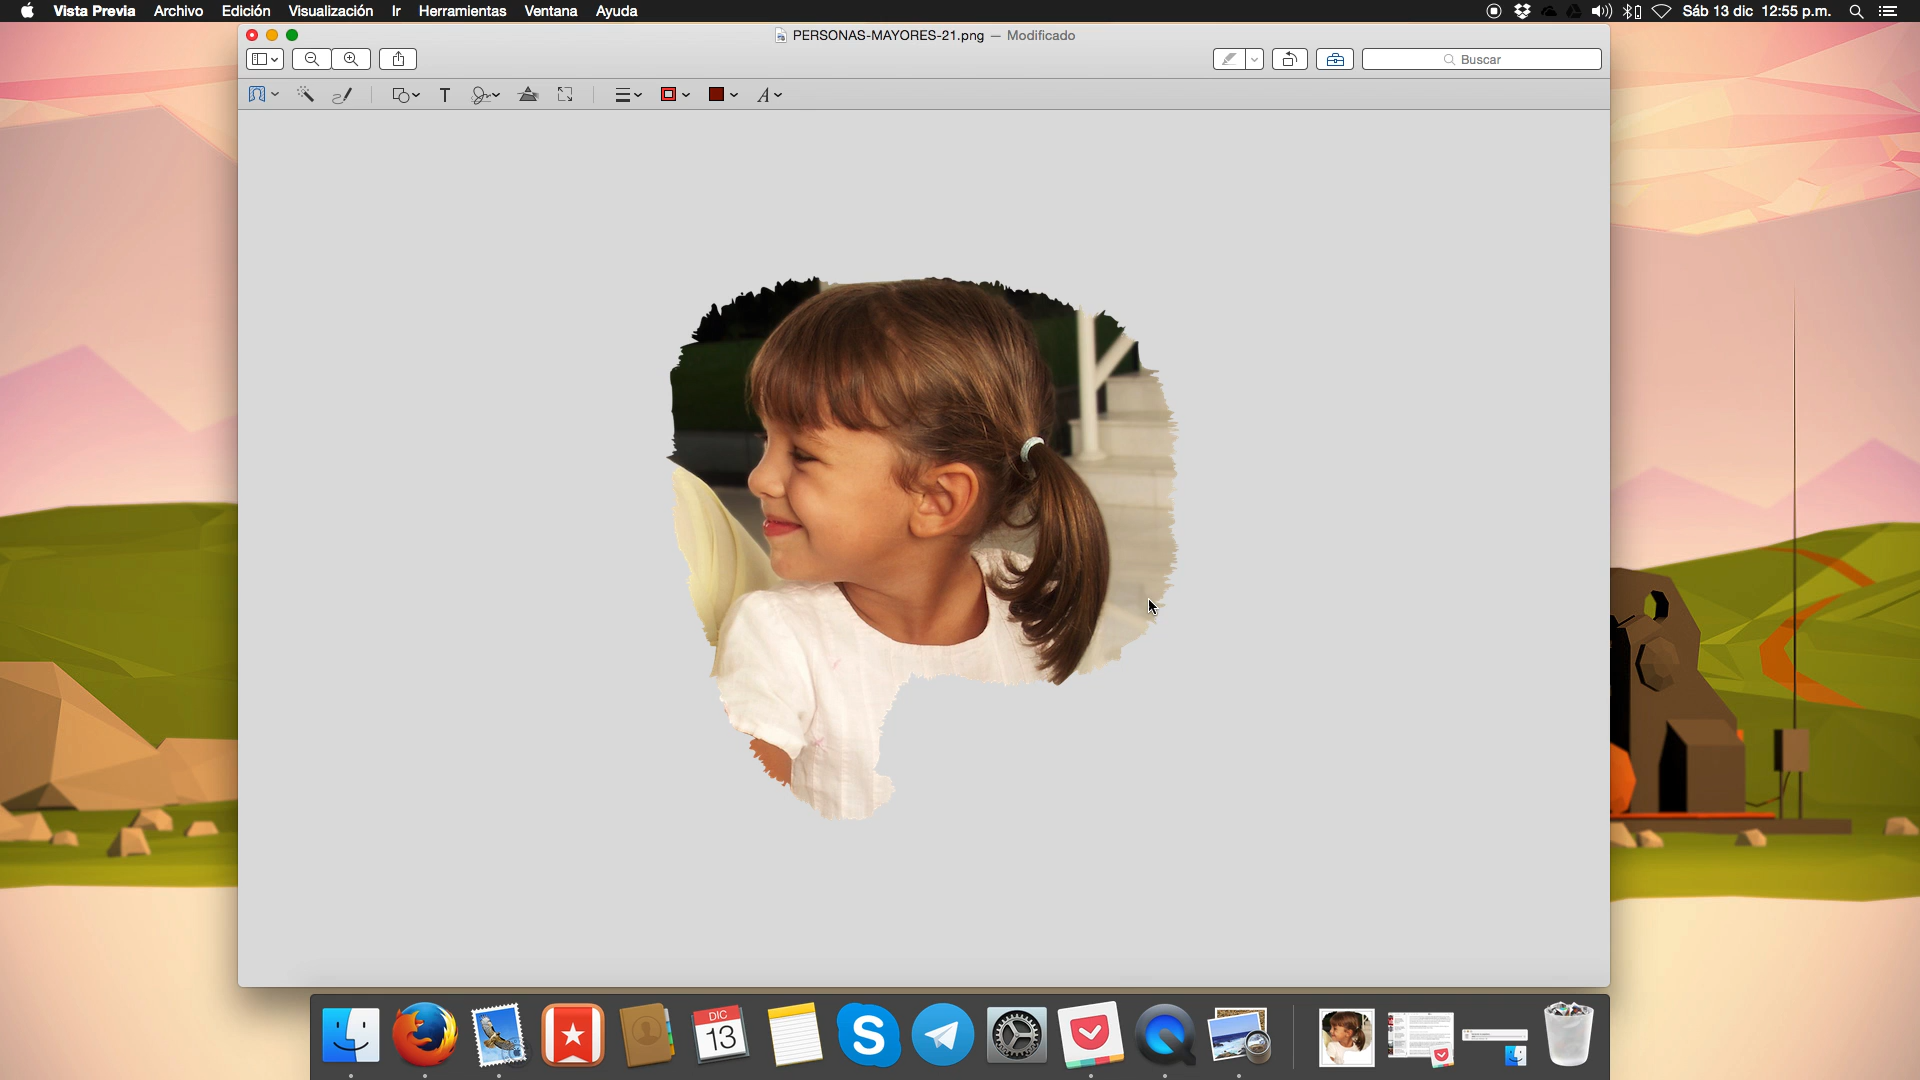 Vista Previa Archivo Edición Visualización Ir Herramientas Ventana Ayuda Sáb 13 dic 12:55 p.m.
PERSONAS-MAYORES-21.png — Modificado
Buscar
T
A
DIC
13
S